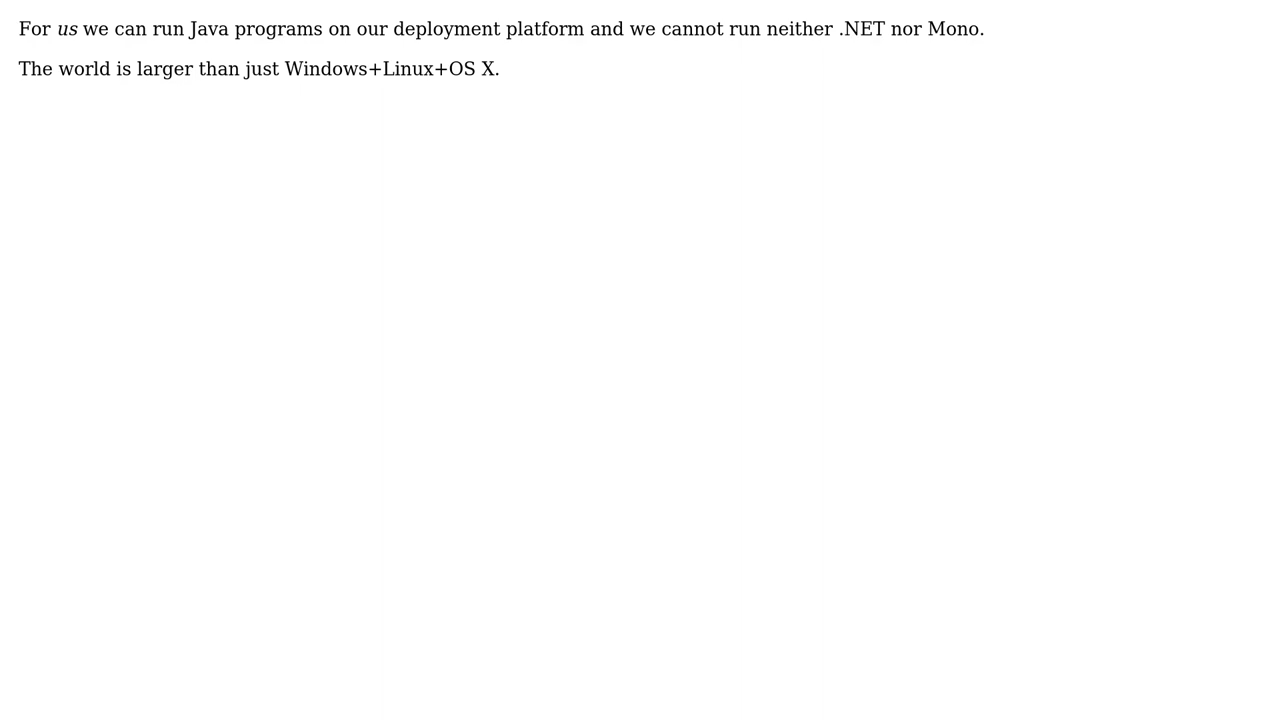 For us we can run Java programs on our deployment platform and we cannot run neither .NET nor Mono.
The world is larger than just Windows+Linux+OS X.